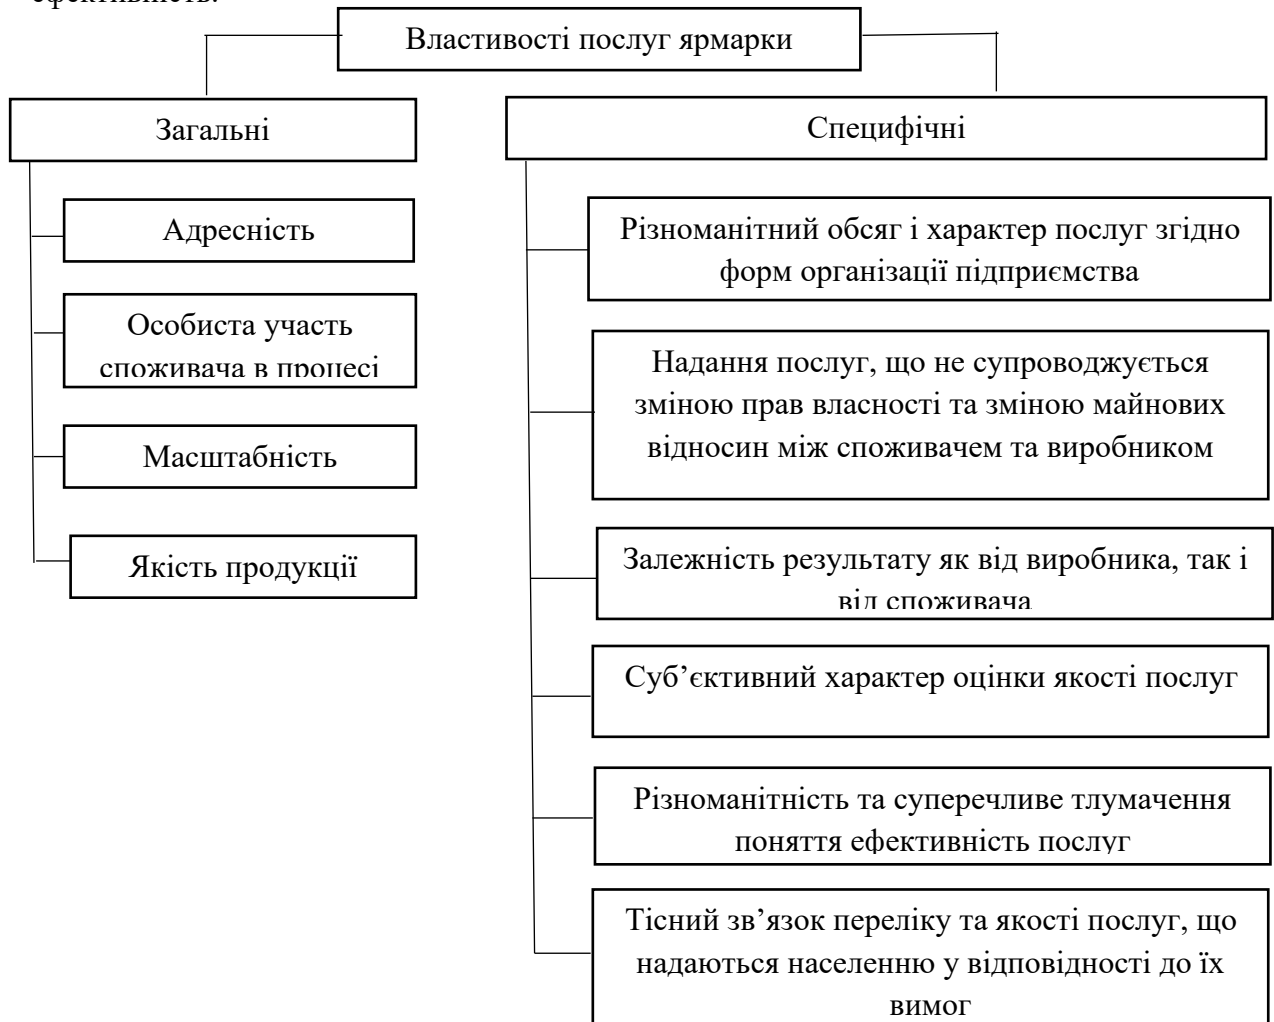 ефективність.
Властивості послуг ярмарки
Загальні
Адресність
Особиста участь
споживача в процесі
Масштабність
Якість продукції
Специфічні
Різноманітний обсяг і характер послуг згідно
форм організації підприємства
Надання послуг, що не супроводжується
зміною прав власності та зміною майнових
відносин між споживачем та виробником
Залежність результату як від виробника, так і
від споживача
Суб’єктивний характер оцінки якості послуг
Різноманітність та суперечливе тлумачення
поняття ефективність послуг
Тісний зв’язок переліку та якості послуг, що
надаються населенню у відповідності до їх
вимог